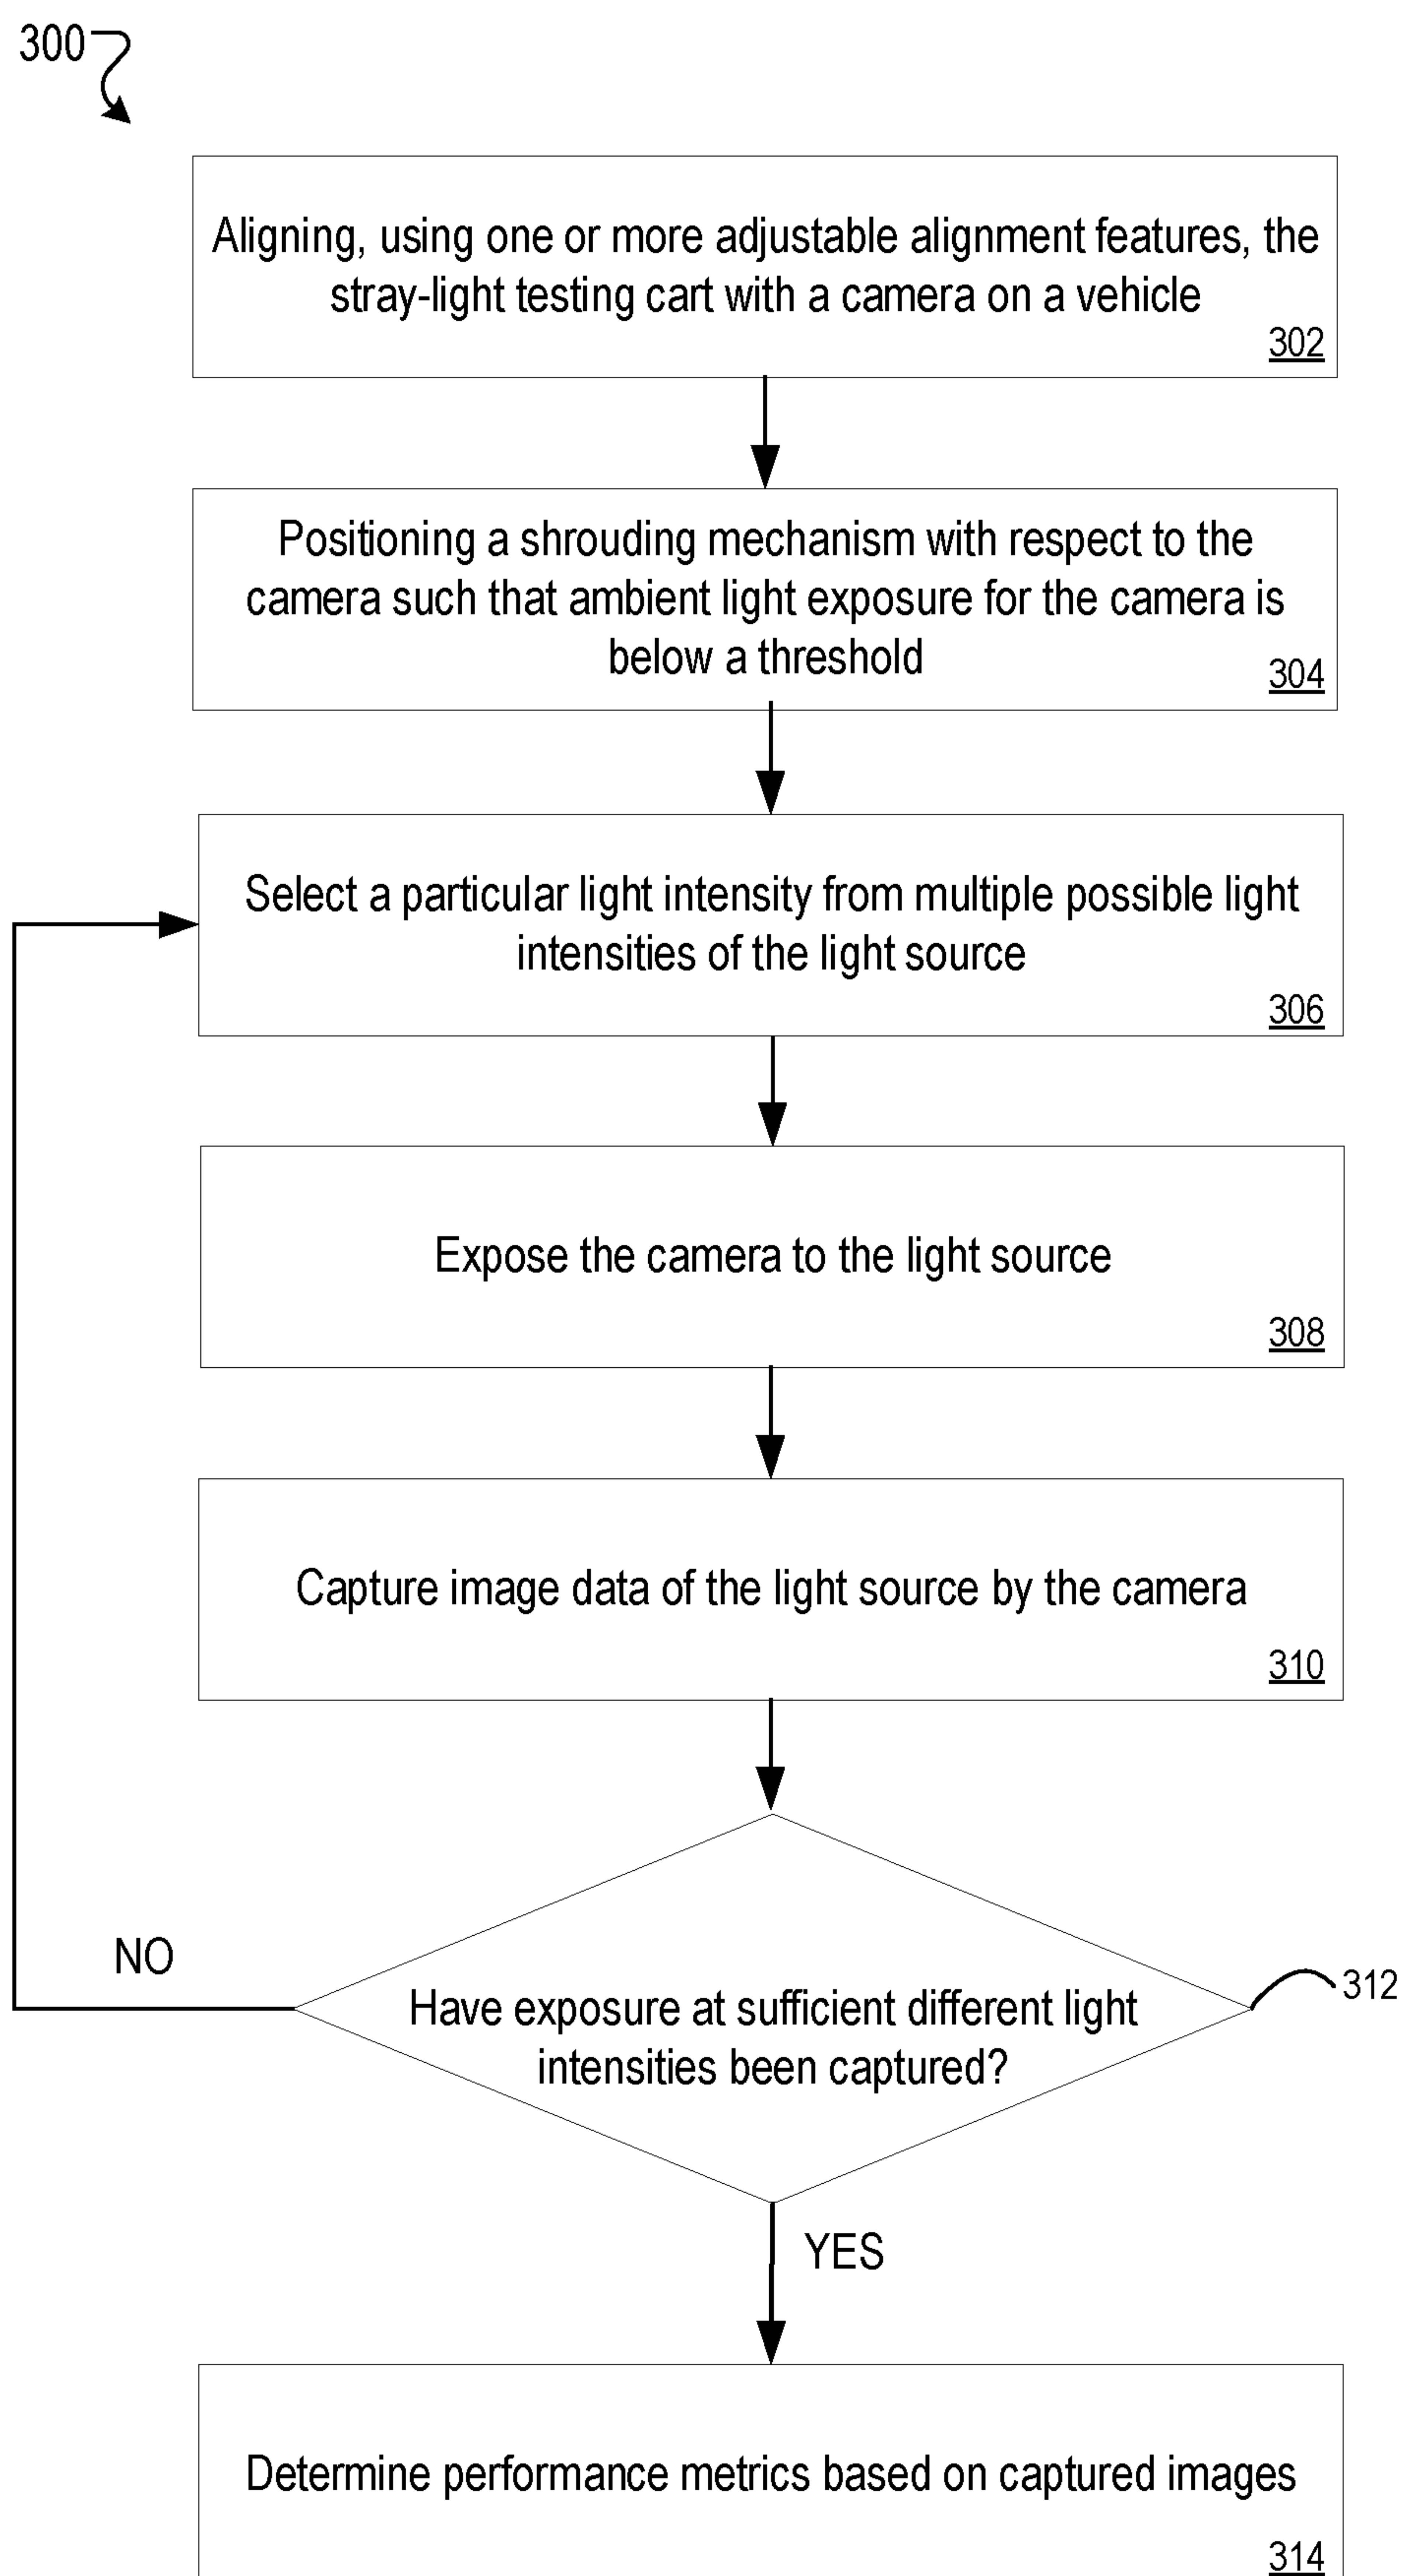 300
Aligning, using one or more adjustable alignment features, the
stray-light testing cart with a camera on a vehicle
302
Positioning a shrouding mechanism with respect to the
camera such that ambient light exposure for the camera is
below a threshold
304
Select a particular light intensity from multiple possible light
intensities of the light source
306
Expose the camera to the light source
308
Capture image data of the light source by the camera
310
NO
312
Have exposure at sufficient different light
intensities been captured?
YES
Determine performance metrics based on captured images
314